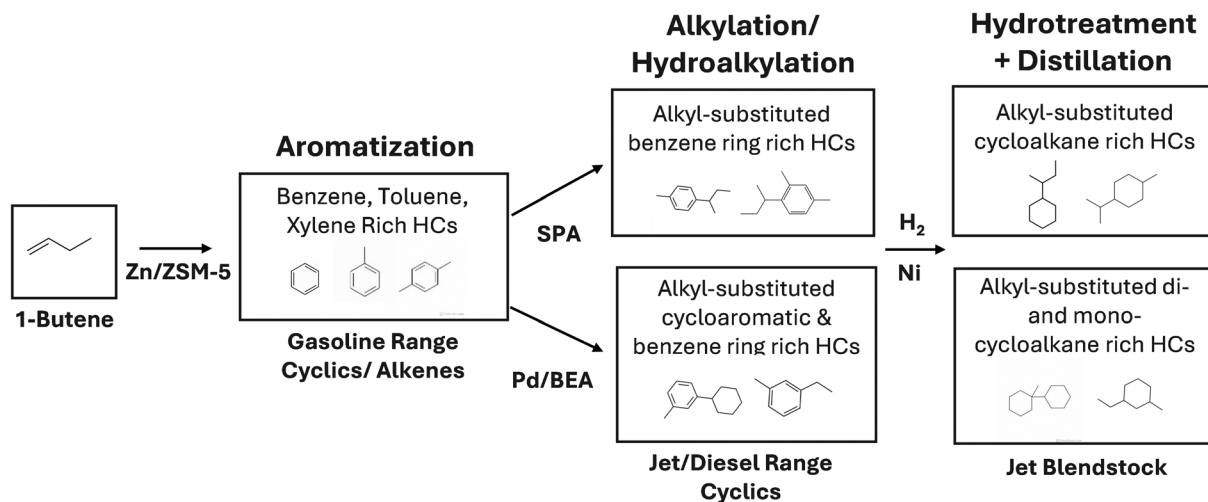 1-Butene
Zn/ZSM-5
Aromatization
Benzene, Toluene,
Xylene Rich HCs
Gasoline Range
Cyclics/ Alkenes
SPA
Pd/BEA
Alkylation/
Hydroalkylation
Alkyl-substituted
benzene ring rich HCs
Alkyl-substituted
cycloaromatic &
benzene ring rich HCs
Jet/Diesel Range
Cyclics
H₂
Ni
Hydrotreatment
+ Distillation
Alkyl-substituted
cycloalkane rich HCs
Alkyl-substituted di-
and mono-
cycloalkane rich HCs
Jet Blendstock